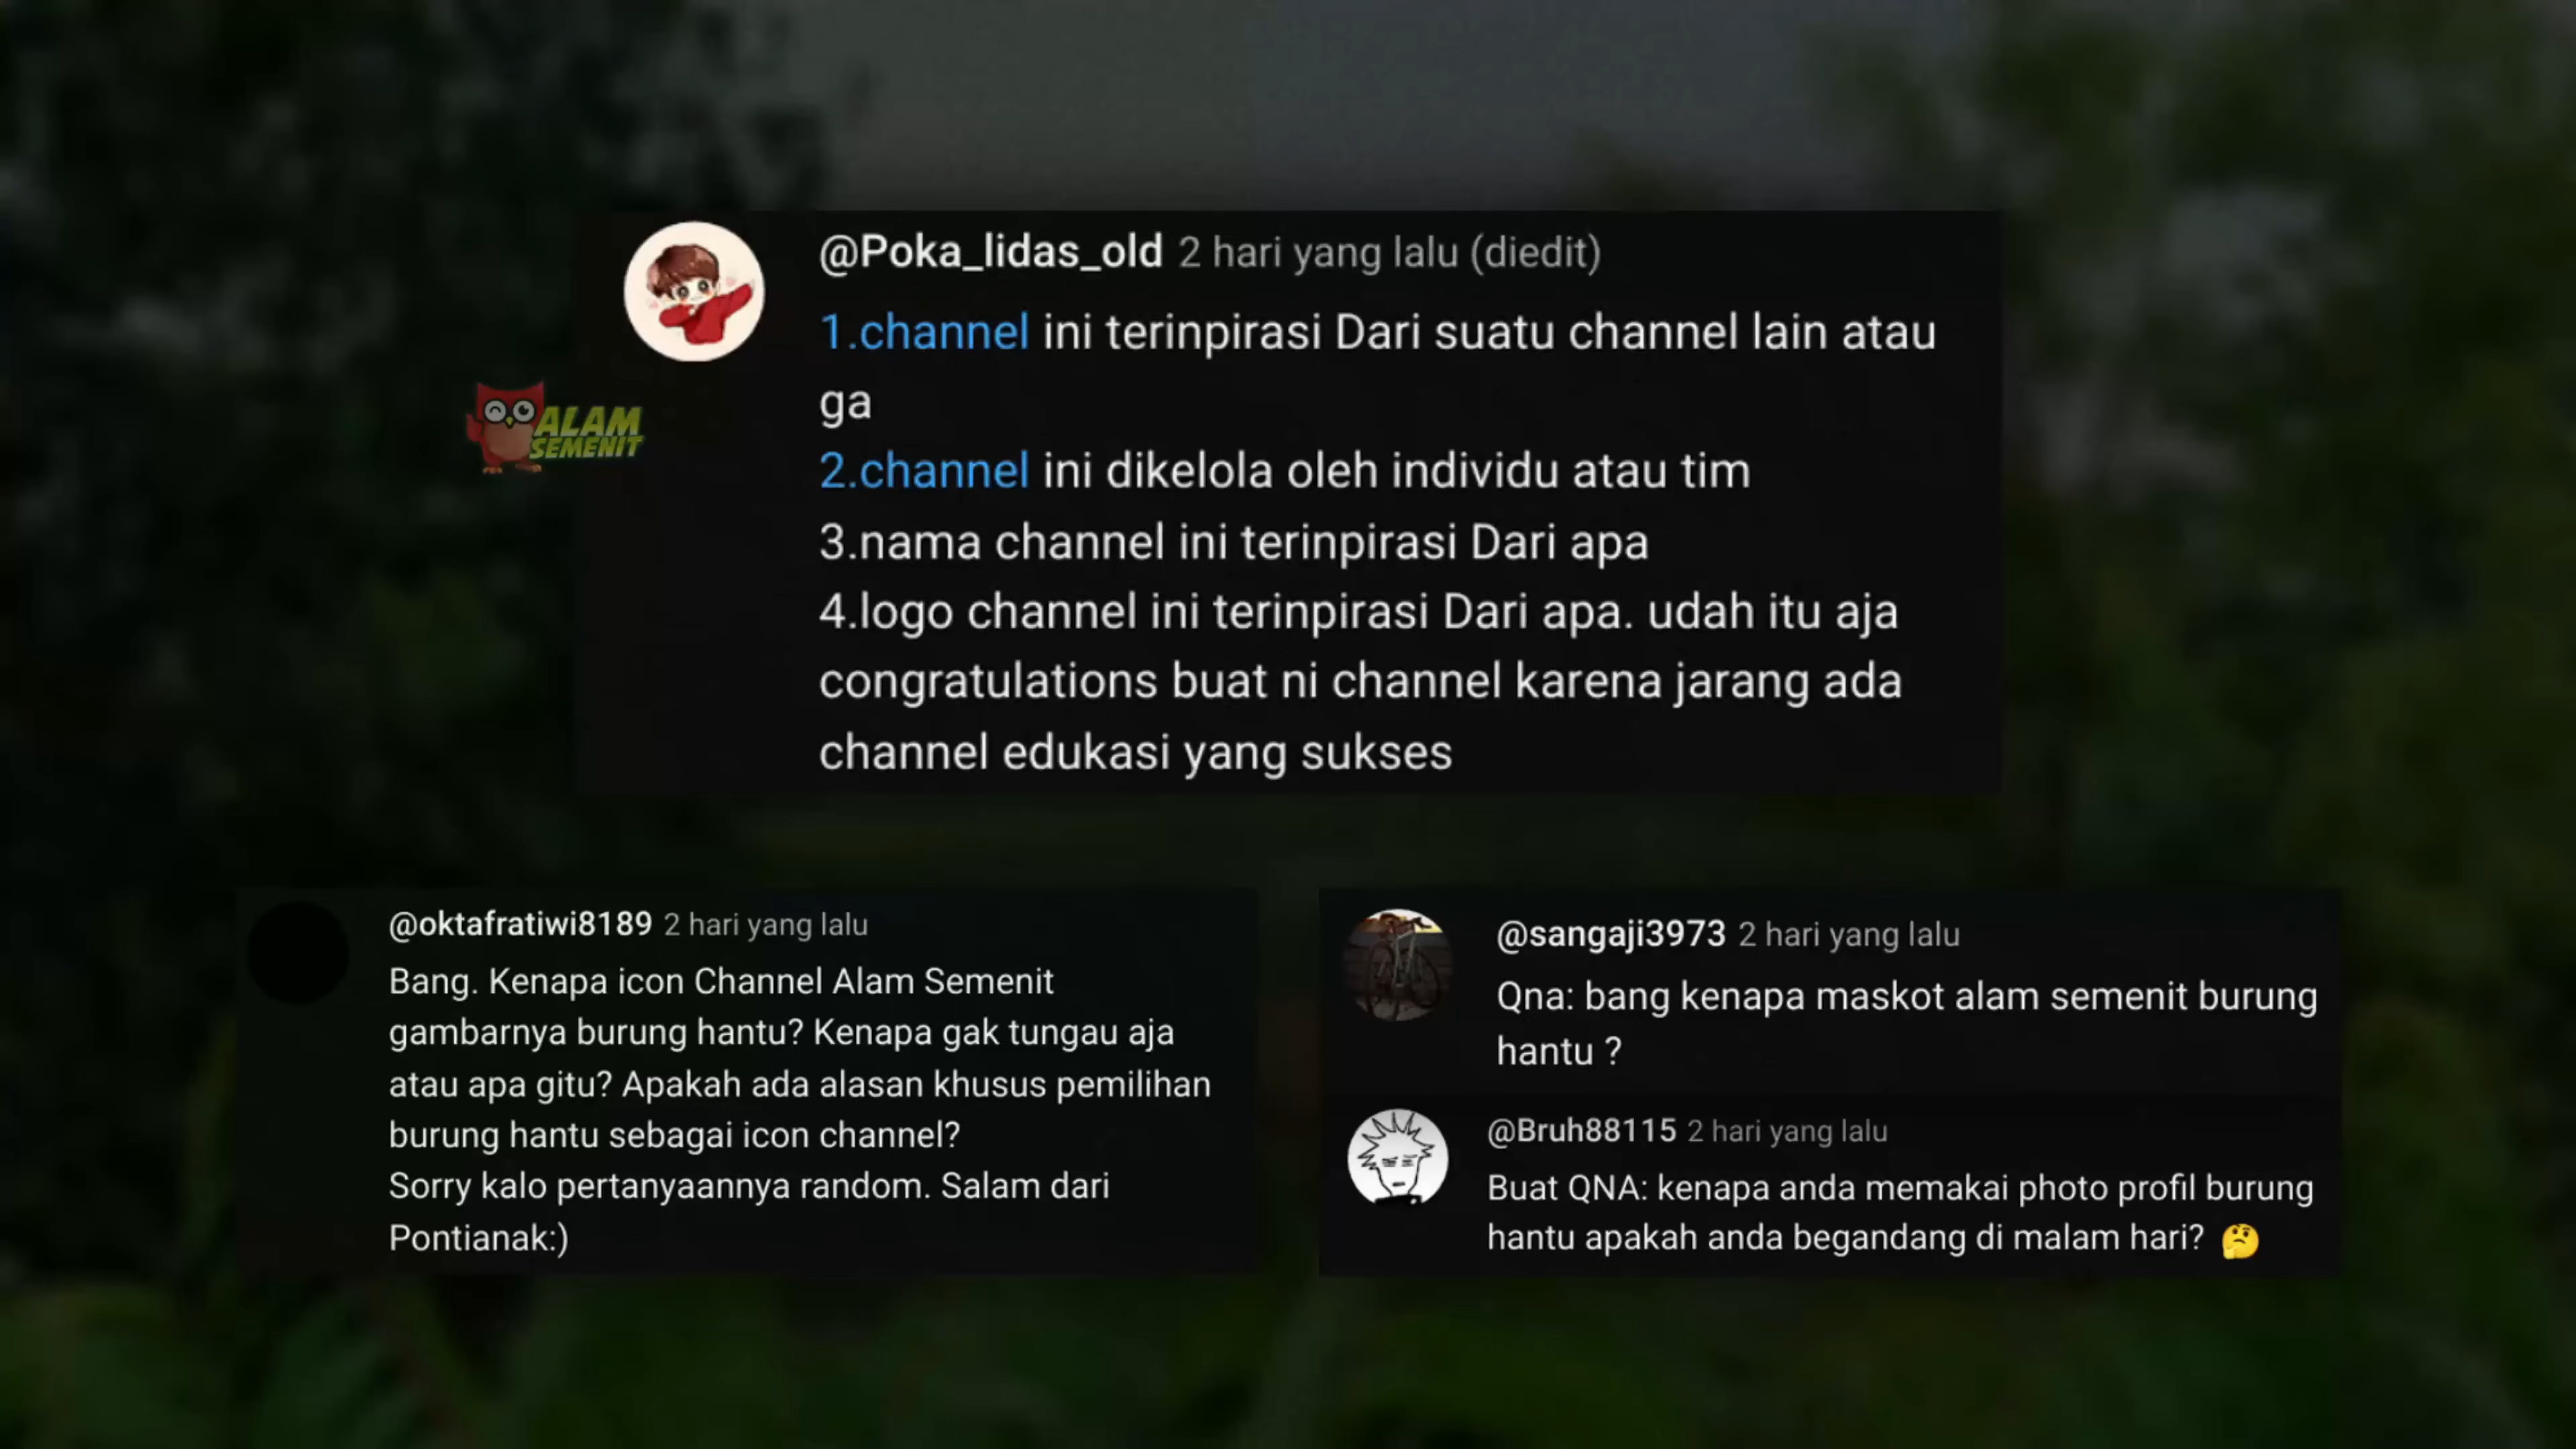 @Poka_lidas_old 2 hari yang lalu (diedit)
1.channel ini terinpirasi Dari suatu channel lain atau
ga
2.channel ini dikelola oleh individu atau tim
3.nama channel ini terinpirasi Dari apa
4.logo channel ini terinpirasi Dari apa. udah itu aja
congratulations buat ni channel karena jarang ada
channel edukasi yang sukses
ALAM
SEMENIT
@oktafratiwi8189 2 hari yang lalu
Bang. Kenapa icon Channel Alam Semenit
gambarnya burung hantu? Kenapa gak tungau aja
atau apa gitu? Apakah ada alasan khusus pemilihan
burung hantu sebagai icon channel?
Sorry kalo pertanyaannya random. Salam dari
Pontianak:)
@sangaji3973 2 hari yang lalu
Qna: bang kenapa maskot alam semenit burung
hantu ?
@Bruh88115 2 hari yang lalu
Buat QNA: kenapa anda memakai photo profil burung
hantu apakah anda begandang di malam hari? 🤔